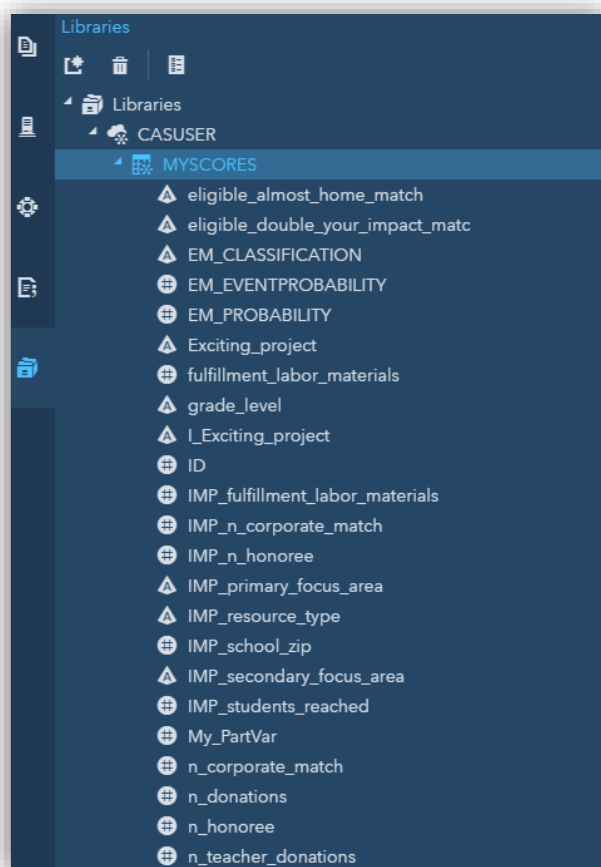 Libraries
Libraries
CASUSER
MYSCORES
eligible_almost_home_match
eligible_double_your_impact_matc
EM_CLASSIFICATION
EM_EVENTPROBABILITY
EM_PROBABILITY
Exciting_project
fulfillment_labor_materials
grade_level
I_Exciting_project
ID
IMP_fulfillment_labor_materials
IMP_n_corporate_match
IMP_n_honoree
IMP_primary_focus_area
IMP_resource_type
IMP_school_zip
IMP_secondary_focus_area
IMP_students_reached
My_PartVar
n_corporate_match
n_donations
n_honoree
n_teacher_donations